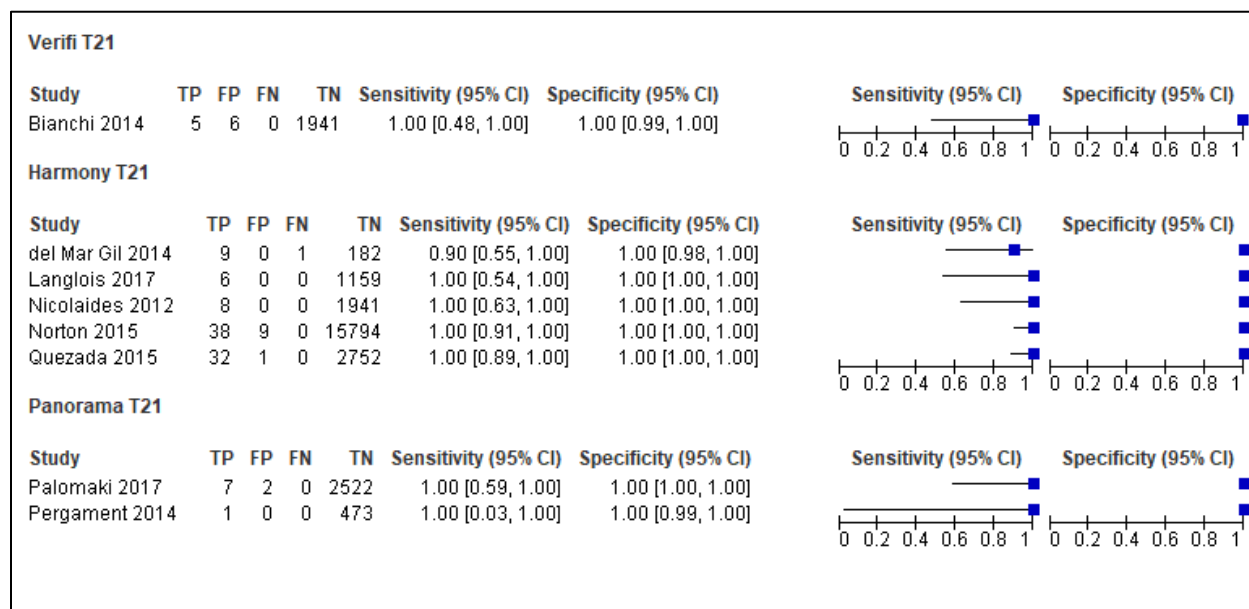 Verifi T21
Study TP FP FN TN Sensitivity (95% CI) Specificity (95% CI) Sensitivity (95% CI) Specificity (95% CI)
Bianchi 2014 5 6 0 1941 1.00 [0.48, 1.00] 1.00 [0.99, 1.00]
0 0.2 0.4 0.6 0.8 1 0 0.2 0.4 0.6 0.8 1
Harmony T21
Study TP FP FN TN Sensitivity (95% CI) Specificity (95% CI) Sensitivity (95% CI) Specificity (95% CI)
del Mar Gil 2014 9 0 1 182 0.90 [0.55, 1.00] 1.00 [0.98, 1.00]
Langlois 2017 6 0 0 1159 1.00 [0.54, 1.00] 1.00 [1.00, 1.00]
Nicolaides 2012 8 0 0 1941 1.00 [0.63, 1.00] 1.00 [1.00, 1.00]
Norton 2015 38 9 0 15794 1.00 [0.91, 1.00] 1.00 [1.00, 1.00]
Quezada 2015 32 1 0 2752 1.00 [0.89, 1.00] 1.00 [1.00, 1.00]
0 0.2 0.4 0.6 0.8 1 0 0.2 0.4 0.6 0.8 1
Panorama T21
Study TP FP FN TN Sensitivity (95% CI) Specificity (95% CI) Sensitivity (95% CI) Specificity (95% CI)
Palomaki 2017 7 2 0 2522 1.00 [0.59, 1.00] 1.00 [1.00, 1.00]
Pergament 2014 1 0 0 473 1.00 [0.03, 1.00] 1.00 [0.99, 1.00]
0 0.2 0.4 0.6 0.8 1 0 0.2 0.4 0.6 0.8 1